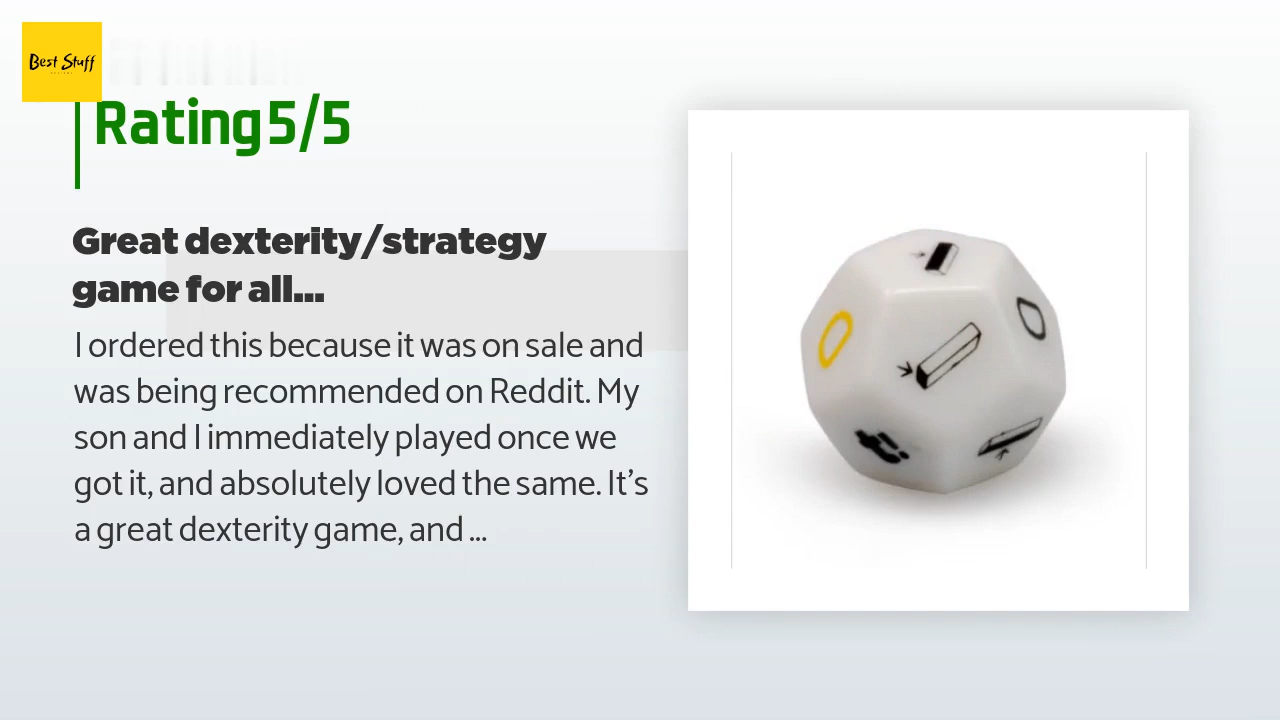 Best Stuff
Rating 5/5
Great dexterity/strategy
game for all...
I ordered this because it was on sale and
was being recommended on Reddit. My
son and I immediately played once we
got it, and absolutely loved the same. It's
a great dexterity game, and ...